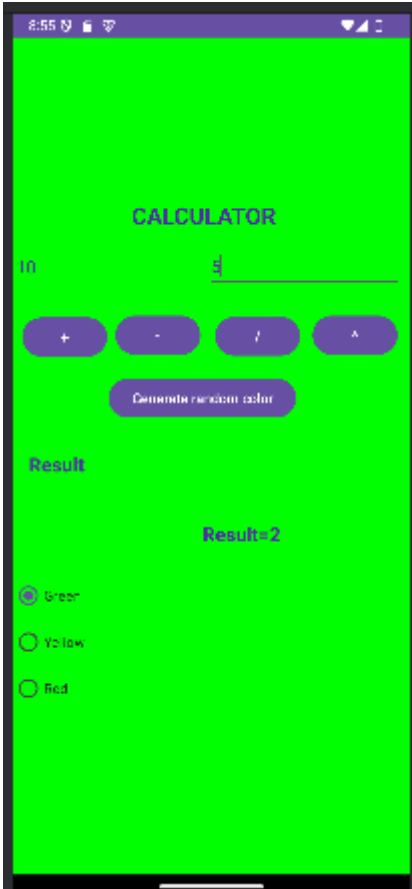 8:55
CALCULATOR
10 5
+ - / ^
Generate random color
Result
Result=2
Green
Yellow
Red